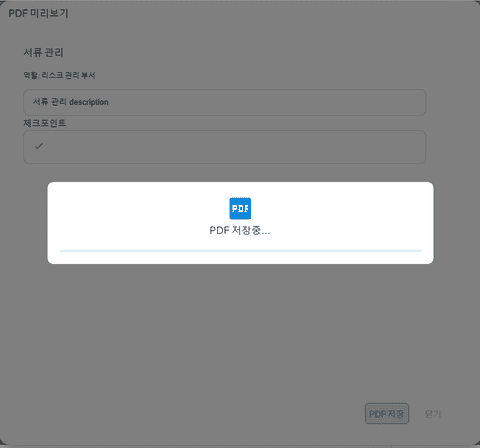 PDF 미리보기
서류 관리
역할: 리스크 관리 부서
서류 관리 description
체크포인트
PDF
PDF 저장중...
PDF 저장
닫기